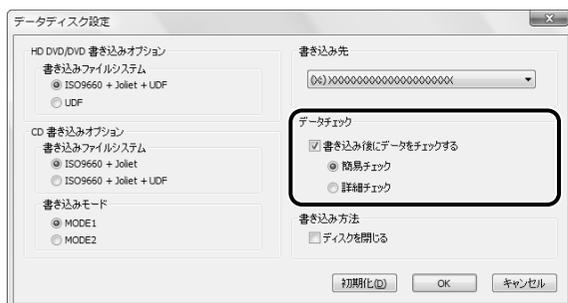 データディスク設定
HD DVD/DVD 書き込みオプション
書き込みファイルシステム
ISO9660 + Joliet + UDF
UDF
CD 書き込みオプション
書き込みファイルシステム
ISO9660 + Joliet
ISO9660 + Joliet + UDF
書き込みモード
MODE1
MODE2
書き込み先
データチェック
書き込み後にデータをチェックする
簡易チェック
詳細チェック
書き込み方法
ディスクを閉じる
初期化(D)
OK
キャンセル